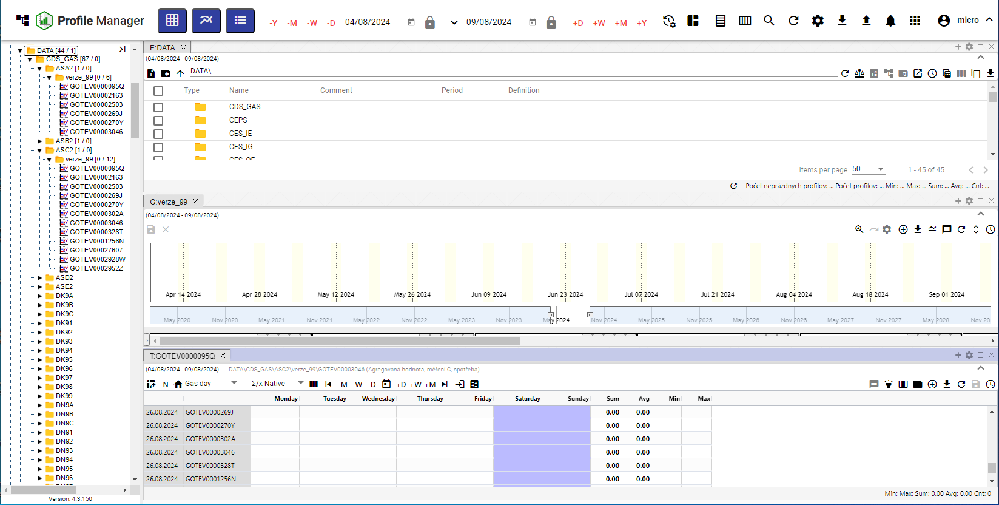 Profile Manager
-Y -M -W -D 04/08/2024 09/08/2024 +D +W +M +Y
micro
DATA [44 / 1]
CDS_GAS [67 / 0]
ASA2 [1 / 0]
verze_99 [0 / 6]
GOTEV0000095Q
GOTEV00002163
GOTEV00002503
GOTEV0000269J
GOTEV0000270Y
GOTEV00003046
ASB2 [1 / 0]
ASC2 [1 / 0]
verze_99 [0 / 12]
GOTEV0000095Q
GOTEV00002163
GOTEV00002503
GOTEV0000269J
GOTEV0000270Y
GOTEV0000302A
GOTEV00003046
GOTEV0000328T
GOTEV0001256N
GOTEV00027607
GOTEV0002928W
GOTEV0002952Z
ASD2
ASE2
DK9A
DK9B
DK9C
DK91
DK92
DK93
DK94
DK95
DK96
DK97
DK98
DK99
DN9A
DN9B
DN9C
DN91
DN92
DN93
DN94
DN95
DN96
Version: 4.3.150
E:DATA
(04/08/2024 - 09/08/2024)
DATA\
Type Name Comment Period Definition
CDS_GAS
CEPS
CES_IE
CES_IG
Items per page 50 1 - 45 of 45
Počet neprázdnych profilov: ... Počet profilov: ... Min: ... Max: ... Sum: ... Avg: ... Cnt: ...
G:verze_99
(04/08/2024 - 09/08/2024)
Apr 14 2024 Apr 28 2024 May 12 2024 May 26 2024 Jun 09 2024 Jun 23 2024 Jul 07 2024 Jul 21 2024 Aug 04 2024 Aug 18 2024 Sep 01 2024
May 2020 Nov 2020 May 2021 Nov 2021 May 2022 Nov 2022 May 2023 Nov 2023 May 2024 Nov 2024 May 2025 Nov 2025 May 2026 Nov 2026 May 2027 Nov 2027 May 2028 Nov 20
T:GOTEV0000095Q
(04/08/2024 - 09/08/2024) DATA\CDS_GAS\ASC2\verze_99\GOTEV00003046 (Agregovaná hodnota, měření C, spotřeba)
N Gas day Σ/x̄ Native -M -W -D +D +W +M
Monday Tuesday Wednesday Thursday Friday Saturday Sunday Sum Avg Min Max
26.08.2024 GOTEV0000269J 0.00 0.00
26.08.2024 GOTEV0000270Y 0.00 0.00
26.08.2024 GOTEV0000302A 0.00 0.00
26.08.2024 GOTEV00003046 0.00 0.00
26.08.2024 GOTEV0000328T 0.00 0.00
26.08.2024 GOTEV0001256N 0.00 0.00
Min: Max: Sum: 0.00 Avg: 0.00 Cnt: 0